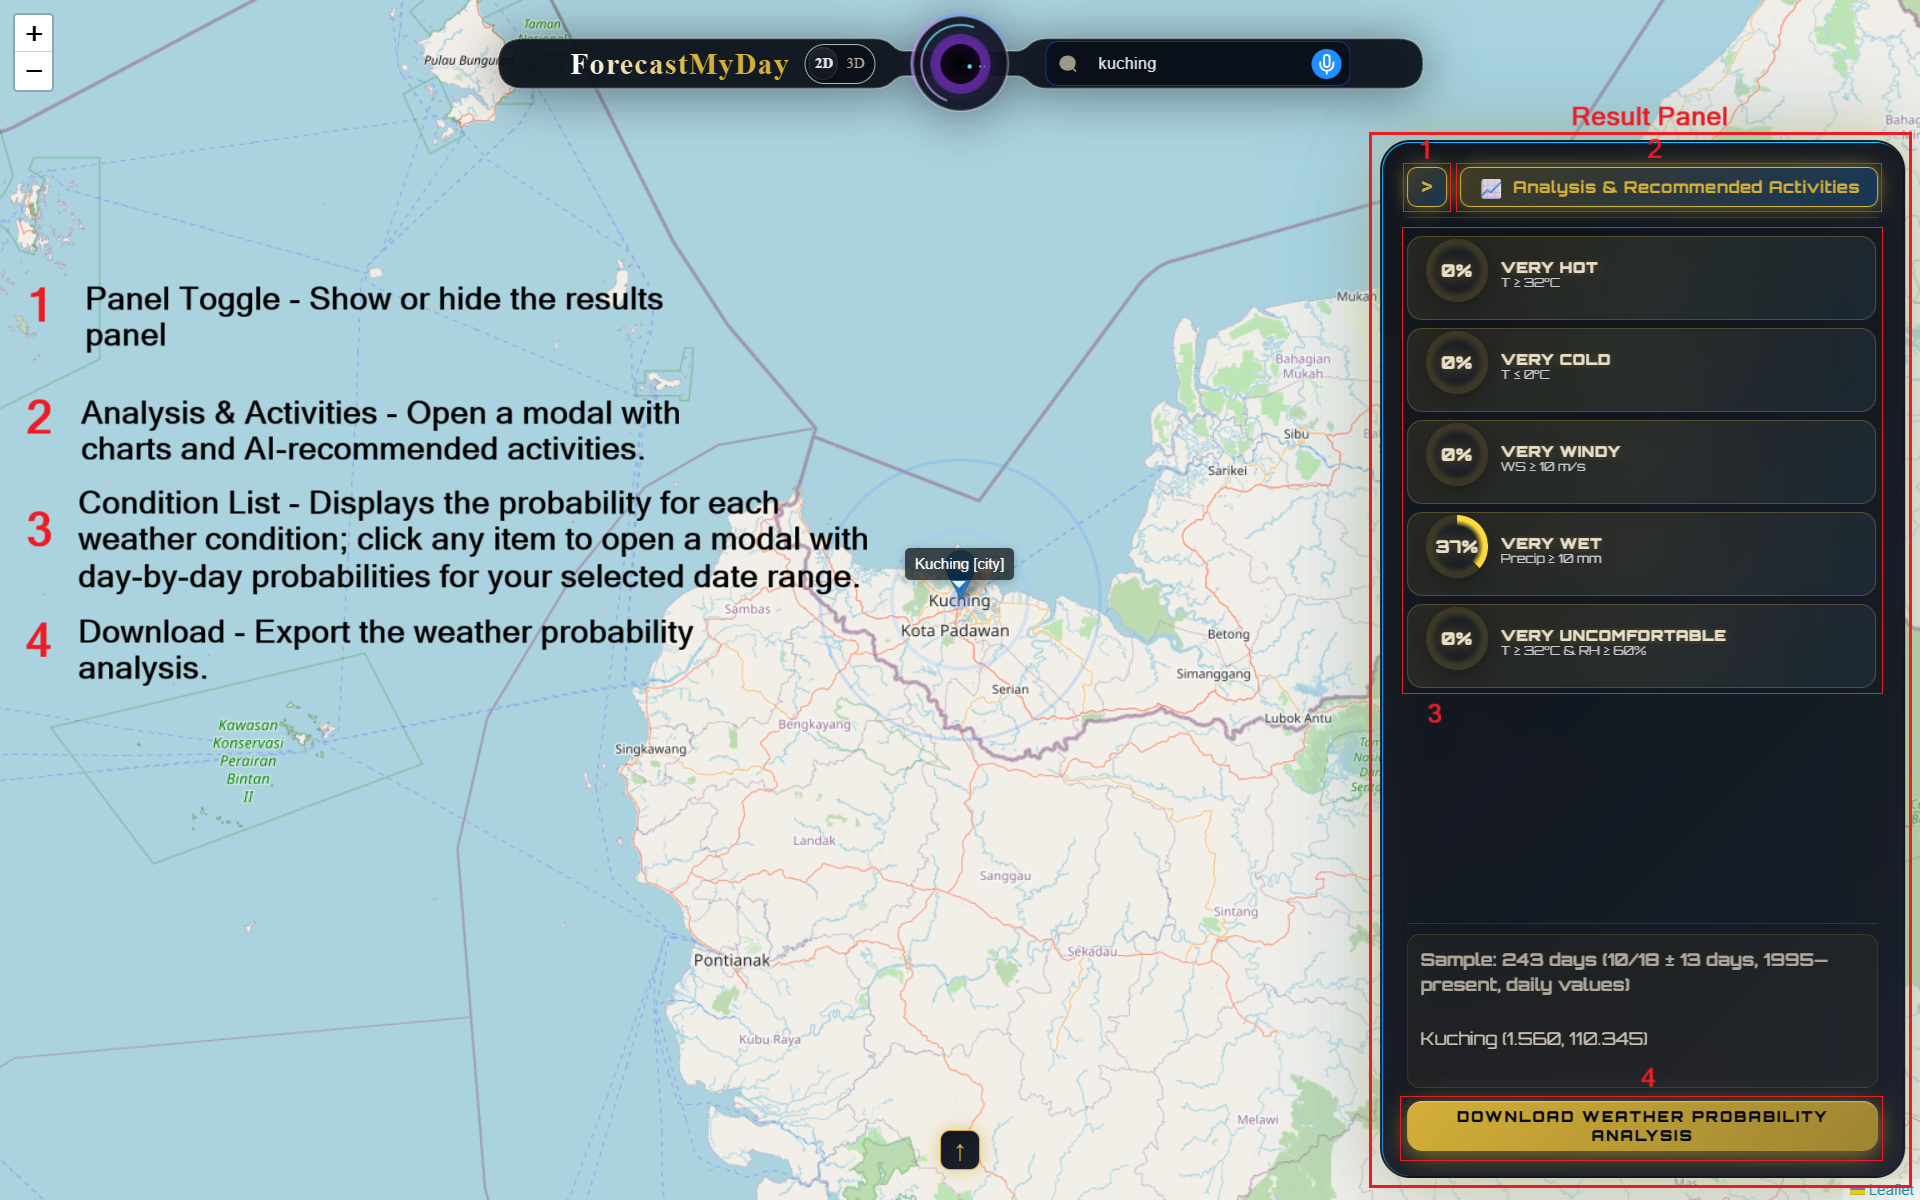 +
−
ForecastMyDay
2D 3D
kuching
Result Panel
1
2
>
Analysis & Recommended Activities
0%
VERY HOT
T ≥ 32°C
0%
VERY COLD
T ≤ 0°C
0%
VERY WINDY
WS ≥ 10 m/s
37%
VERY WET
Precip ≥ 10 mm
0%
VERY UNCOMFORTABLE
T ≥ 32°C & RH ≥ 60%
3
Sample: 243 days (10/18 ± 13 days, 1995–
present, daily values)
Kuching (1.560, 110.345)
4
DOWNLOAD WEATHER PROBABILITY
ANALYSIS
1
Panel Toggle - Show or hide the results
panel
2
Analysis & Activities - Open a modal with
charts and AI-recommended activities.
3
Condition List - Displays the probability for each
weather condition; click any item to open a modal with
day-by-day probabilities for your selected date range.
4
Download - Export the weather probability
analysis.
Taman
Pulau
Kuching [city]
Kuching
Kota Padawan
Sambas
Serian
Bengkayang
Singkawang
Kawasan
Konservasi
Perairan
Bintan
II
Landak
Sanggau
Pontianak
Kubu Raya
Sekadau
Sintang
Melawi
Mukah
Bahagian
Mukah
Sibu
Sarikei
Betong
Simanggang
Lubok Antu
↑
Leaflet